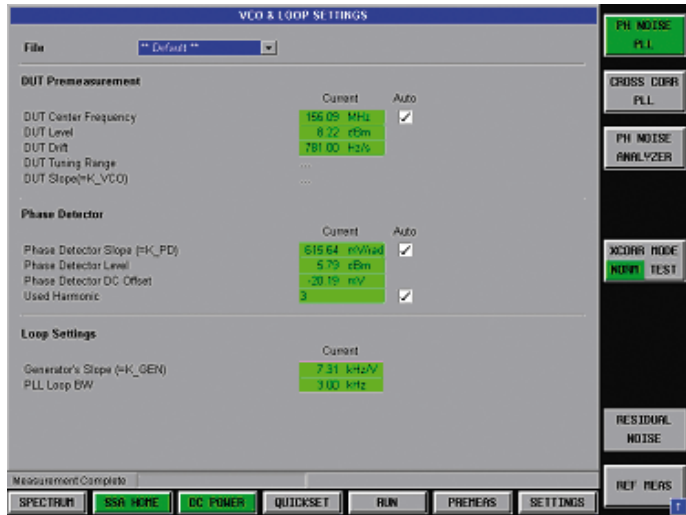 VCO & LOOP SETTINGS
File ** Default **
DUT Premeasurement
Current Auto
DUT Center Frequency 156.09 MHz
DUT Level 8.22 dBm
DUT Drift 781.00 Hz/s
DUT Tuning Range ...
DUT Slope(=K_VCO) ...
Phase Detector
Current Auto
Phase Detector Slope (=K_PD) 615.64 mV/rad
Phase Detector Level 5.79 dBm
Phase Detector DC Offset -20.19 mV
Used Harmonic 3
Loop Settings
Current
Generator's Slope (=K_GEN) 7.31 kHz/V
PLL Loop BW 3.00 kHz
Measurement Complete
SPECTRUM SSA HOME DC POWER QUICKSET RUN PREMEAS SETTINGS
PH NOISE
PLL
CROSS CORR
PLL
PH NOISE
ANALYZER
XCORR MODE
NORM TEST
RESIDUAL
NOISE
REF MEAS